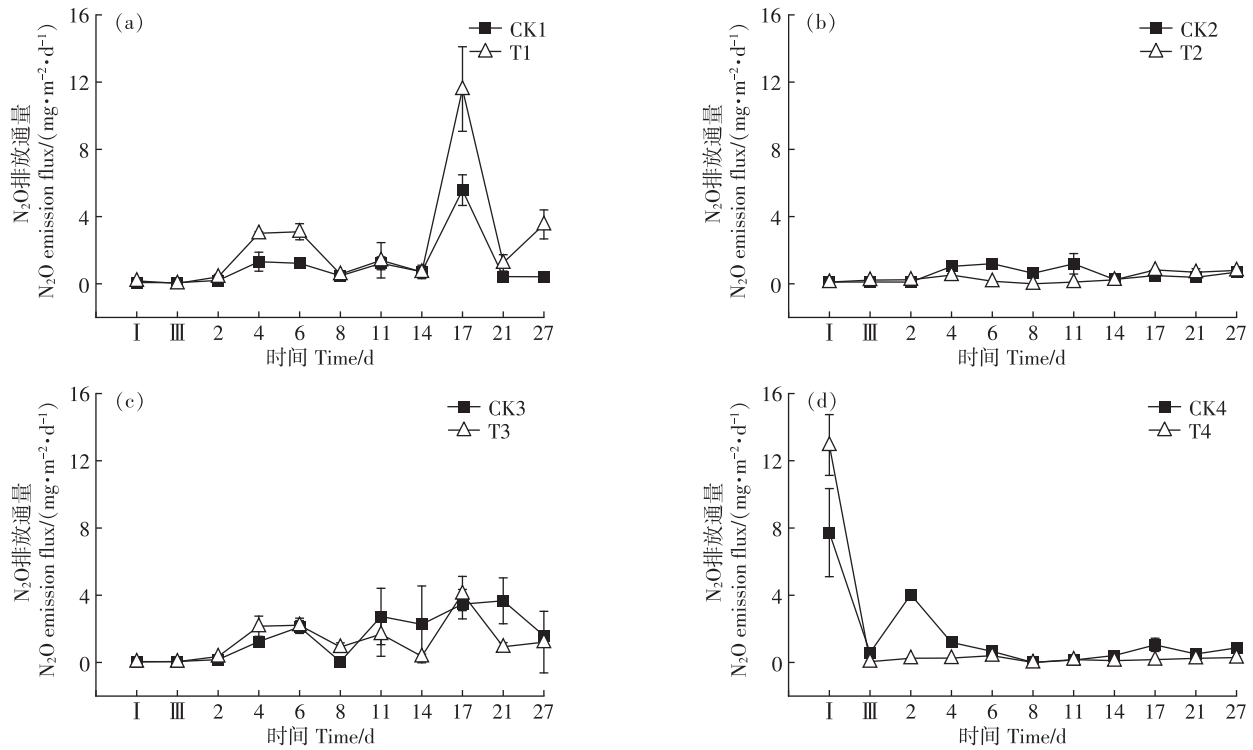 (a)
CK1
T1
N₂O排放通量
N₂O emission flux/(mg•m⁻²•d⁻¹)
16
12
8
4
0
Ⅰ Ⅲ 2 4 6 8 11 14 17 21 27
时间 Time/d
(b)
CK2
T2
N₂O排放通量
N₂O emission flux/(mg•m⁻²•d⁻¹)
16
12
8
4
0
Ⅰ Ⅲ 2 4 6 8 11 14 17 21 27
时间 Time/d
(c)
CK3
T3
N₂O排放通量
N₂O emission flux/(mg•m⁻²•d⁻¹)
16
12
8
4
0
Ⅰ Ⅲ 2 4 6 8 11 14 17 21 27
时间 Time/d
(d)
CK4
T4
N₂O排放通量
N₂O emission flux/(mg•m⁻²•d⁻¹)
16
12
8
4
0
Ⅰ Ⅲ 2 4 6 8 11 14 17 21 27
时间 Time/d